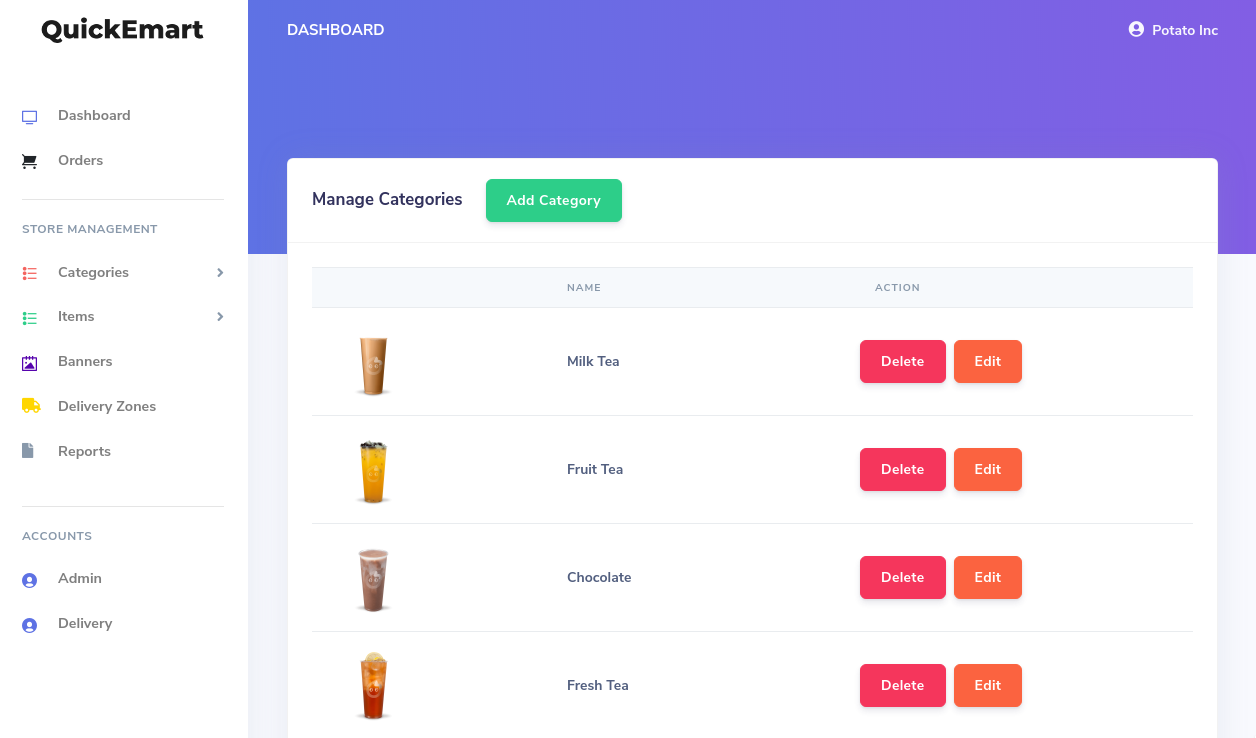 QuickEmart
DASHBOARD
Potato Inc
Dashboard
Orders
STORE MANAGEMENT
Categories
Items
Banners
Delivery Zones
Reports
ACCOUNTS
Admin
Delivery
Manage Categories
Add Category
NAME ACTION
Milk Tea Delete Edit
Fruit Tea Delete Edit
Chocolate Delete Edit
Fresh Tea Delete Edit